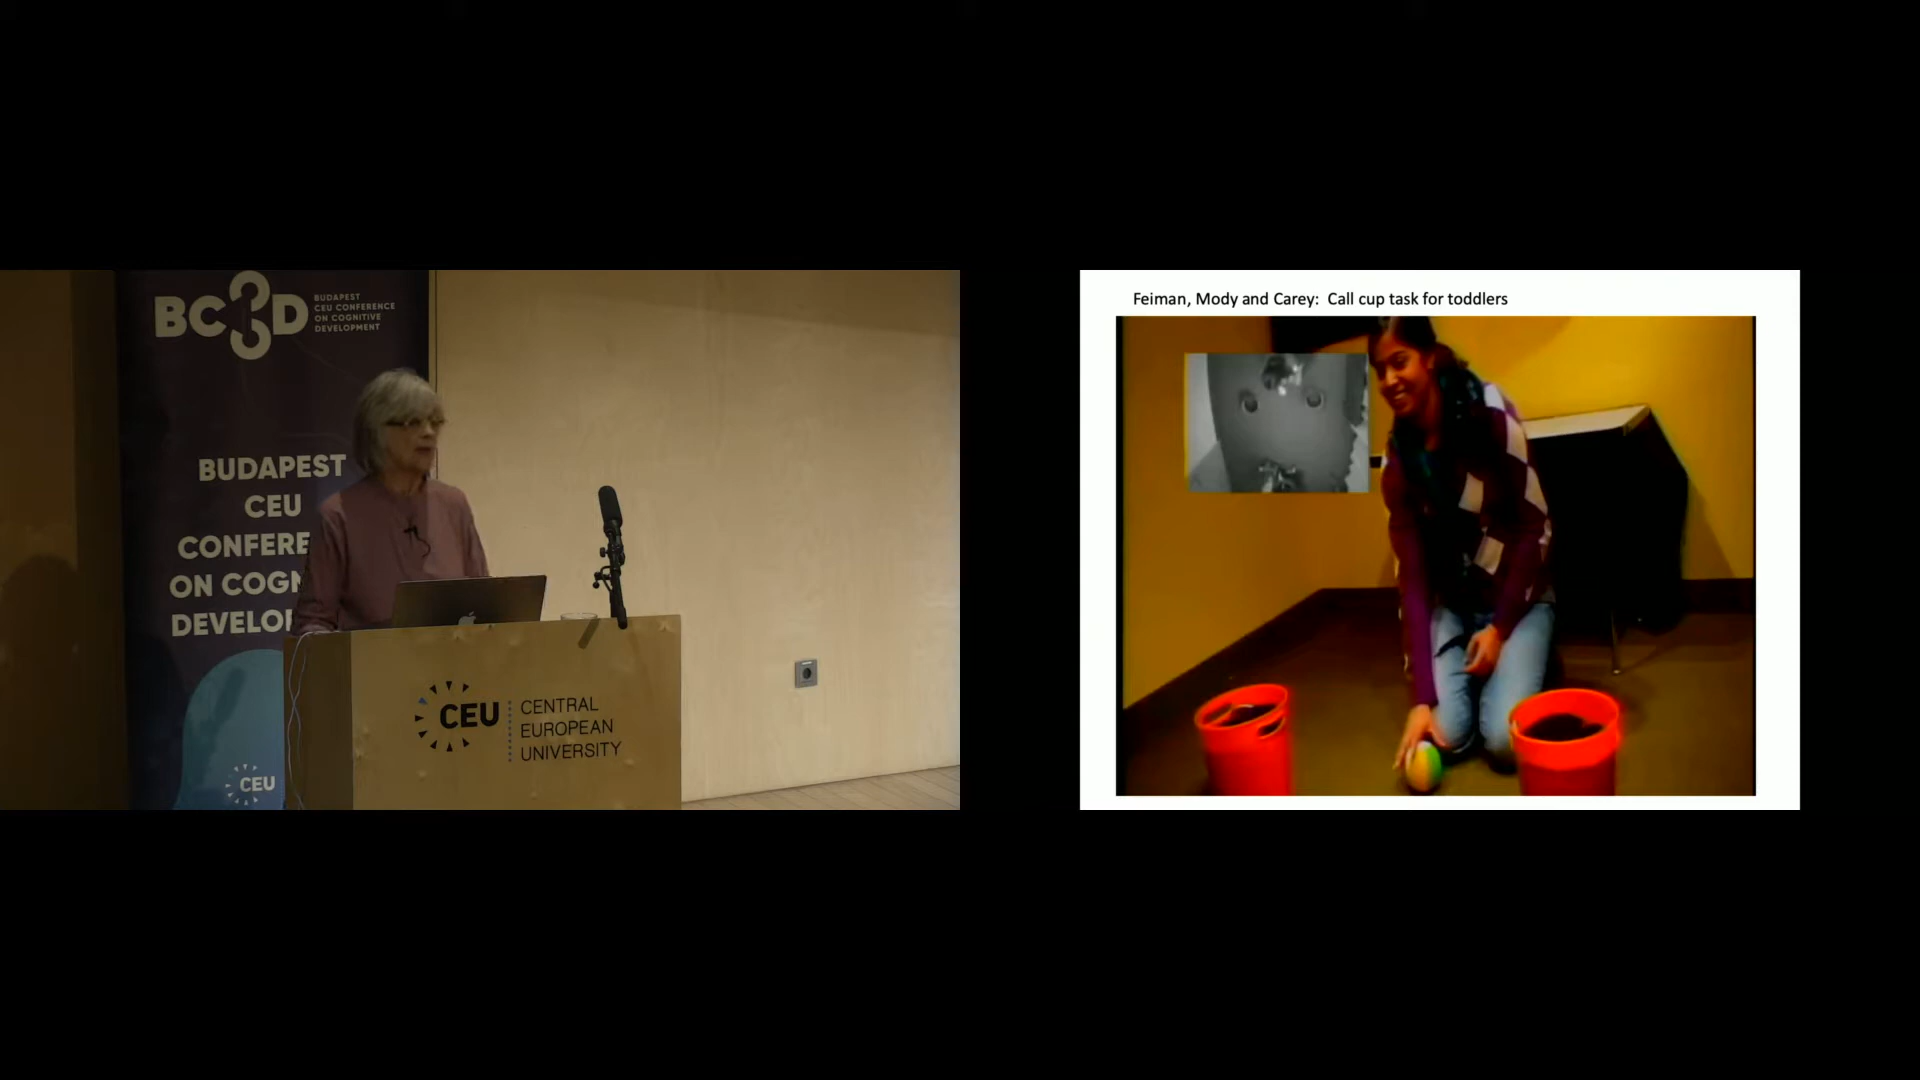 BC3D
BUDAPEST
CEU CONFERENCE
ON COGNITIVE
DEVELOPMENT
BUDAPEST
CEU
CONFERE
ON COGN
DEVELO
CEU
CEU
CENTRAL
EUROPEAN
UNIVERSITY
Feiman, Mody and Carey: Call cup task for toddlers